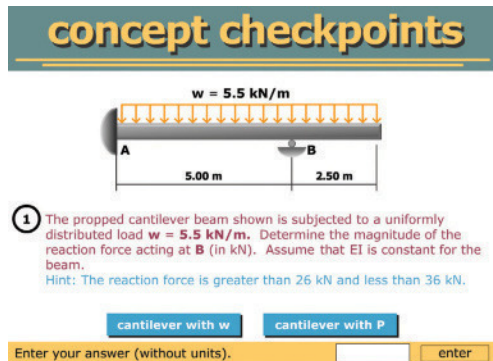 concept checkpoints
w = 5.5 kN/m
A
B
5.00 m
2.50 m
1 The propped cantilever beam shown is subjected to a uniformly
distributed load w = 5.5 kN/m. Determine the magnitude of the
reaction force acting at B (in kN). Assume that EI is constant for the
beam.
Hint: The reaction force is greater than 26 kN and less than 36 kN.
cantilever with w
cantilever with P
Enter your answer (without units).
enter